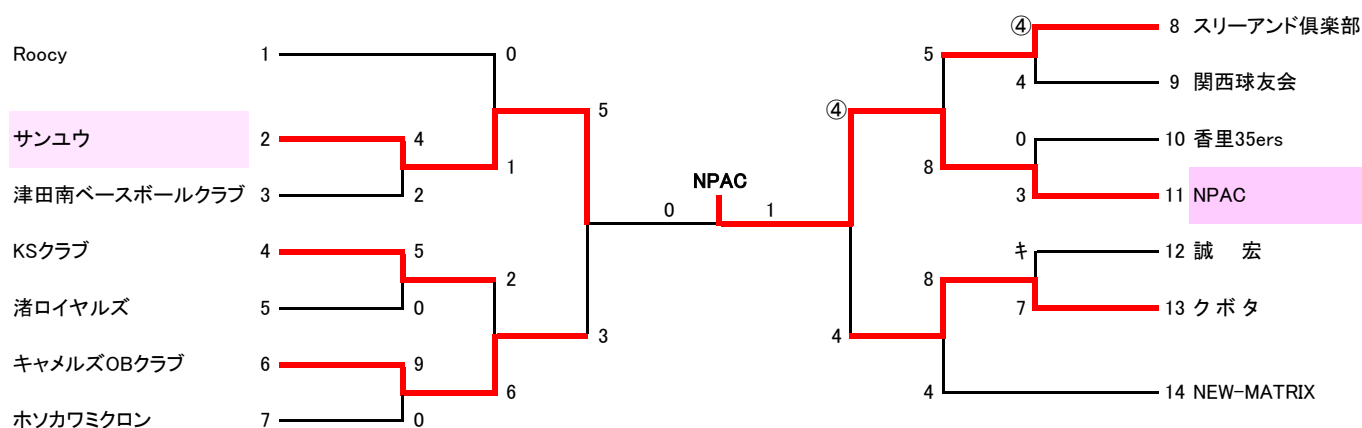 Roocy 1 0
サンユウ 2 4
津田南ベースボールクラブ 3 2
1
5
KSクラブ 4 5
渚ロイヤルズ 5 0
2
キャメルズOBクラブ 6 9
ホソカワミクロン 7 0
6
3
NPAC
0 1
④ 8 スリーアンド倶楽部
4 9 関西球友会
5
0 10 香里35ers
3 11 NPAC
8
④
キ 12 誠 宏
7 13 クボタ
8
4 14 NEW-MATRIX
4